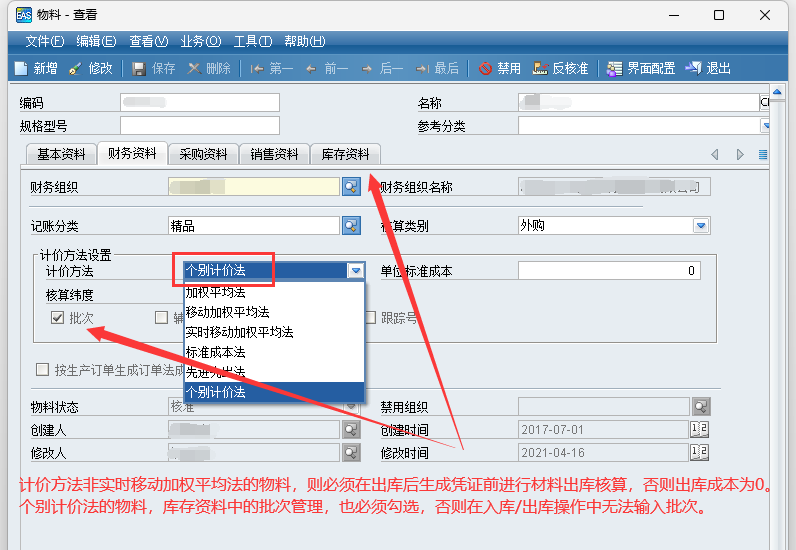 EAS 物料 - 查看
文件(F) 编辑(E) 查看(V) 业务(O) 工具(T) 帮助(H)
新增 修改 保存 删除 第一 前一 后一 最后 禁用 反核准 界面配置 退出
编码 名称
规格型号 参考分类
基本资料 财务资料 采购资料 销售资料 库存资料
财务组织 财务组织名称
记账分类 精品 核算类别 外购
计价方法设置
计价方法 个别计价法 单位标准成本 0
加权平均法
核算纬度
移动加权平均法
批次 辅 跟踪号
实时移动加权平均法
标准成本法
按生产订单生成订单法成
先进先出法
个别计价法
物料状态 核准 禁用组织
创建人 创建时间 2017-07-01
修改人 修改时间 2021-04-16
计价方法非实时移动加权平均法的物料，则必须在出库后生成凭证前进行材料出库核算，否则出库成本为0。
个别计价法的物料，库存资料中的批次管理，也必须勾选，否则在入库/出库操作中无法输入批次。